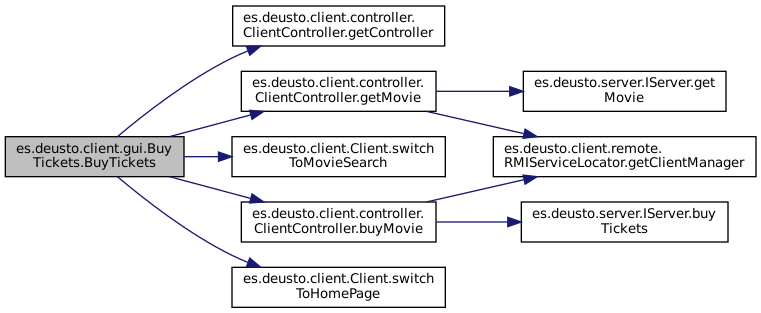 es.deusto.client.gui.Buy
Tickets.BuyTickets
es.deusto.client.controller.
ClientController.getController
es.deusto.client.controller.
ClientController.getMovie
es.deusto.client.Client.switch
ToMovieSearch
es.deusto.client.controller.
ClientController.buyMovie
es.deusto.client.Client.switch
ToHomePage
es.deusto.server.IServer.get
Movie
es.deusto.client.remote.
RMIServiceLocator.getClientManager
es.deusto.server.IServer.buy
Tickets